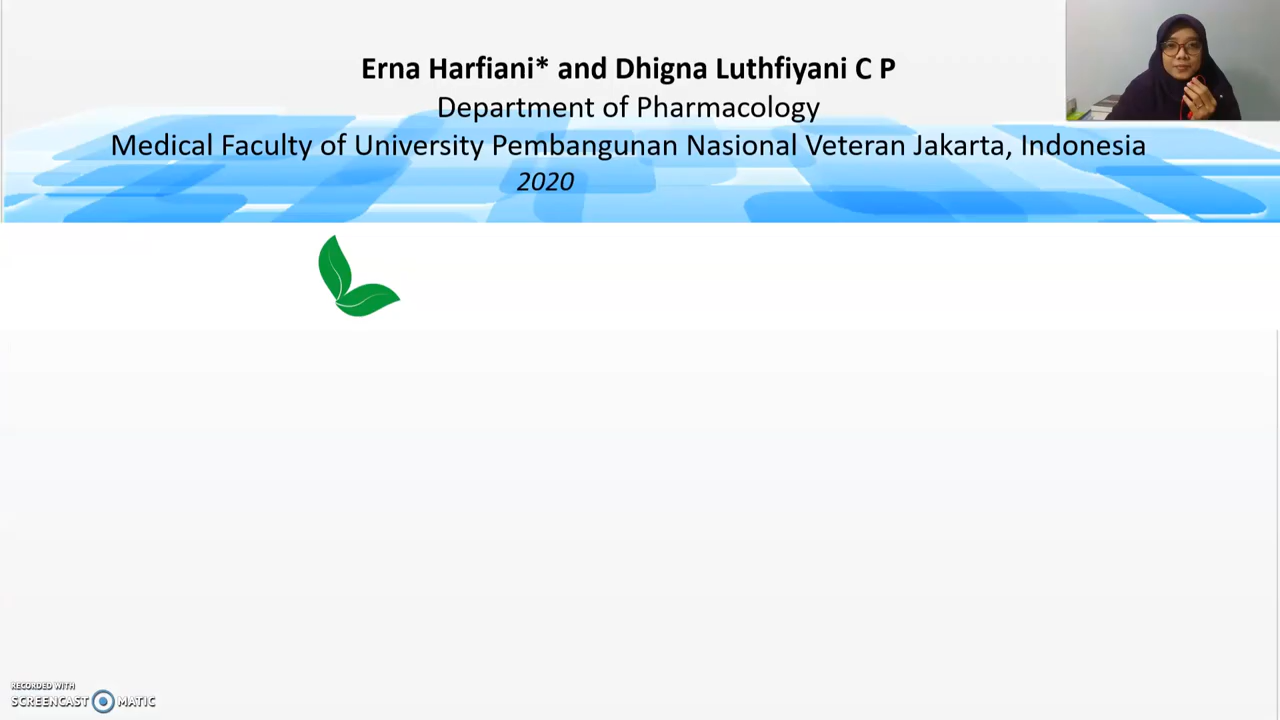 Erna Harfiani* and Dhigna Luthfiyani C P
Department of Pharmacology
Medical Faculty of University Pembangunan Nasional Veteran Jakarta, Indonesia
2020
RECORDED WITH
SCREENCAST MATIC